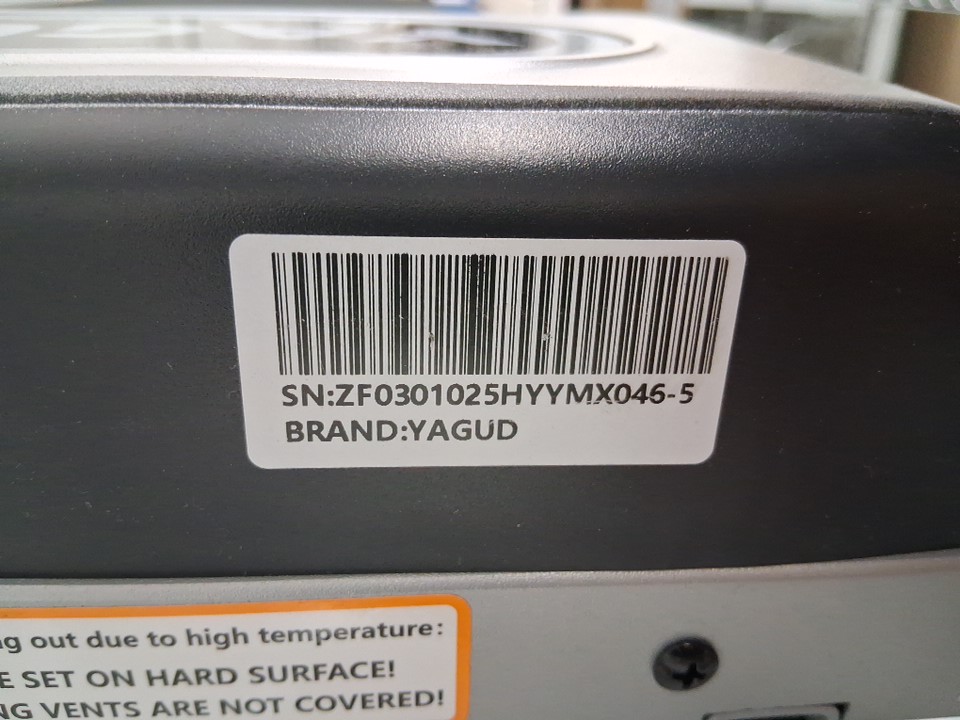 SN:ZF0301025HYYMX046-5
BRAND:YAGUD
out due to high temperature:
SET ON HARD SURFACE!
VENTS ARE NOT COVERED!